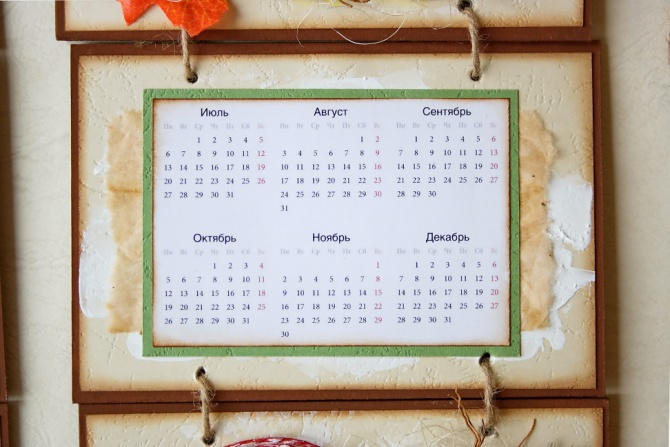 Июль Август Сентябрь
Пн Вт Ср Чт Пт Сб Вс Пн Вт Ср Чт Пт Сб Вс Пн Вт Ср Чт Пт Сб Вс
1 2 3 4 5 1 2 1 2 3 4 5 6
6 7 8 9 10 11 12 3 4 5 6 7 8 9 7 8 9 10 11 12 13
13 14 15 16 17 18 19 10 11 12 13 14 15 16 14 15 16 17 18 19 20
20 21 22 23 24 25 26 17 18 19 20 21 22 23 21 22 23 24 25 26 27
27 28 29 30 31 24 25 26 27 28 29 30 28 29 30
31
Октябрь Ноябрь Декабрь
Пн Вт Ср Чт Пт Сб Вс Пн Вт Ср Чт Пт Сб Вс Пн Вт Ср Чт Пт Сб Вс
1 2 3 4 1 1 2 3 4 5 6
5 6 7 8 9 10 11 2 3 4 5 6 7 8 7 8 9 10 11 12 13
12 13 14 15 16 17 18 9 10 11 12 13 14 15 14 15 16 17 18 19 20
19 20 21 22 23 24 25 16 17 18 19 20 21 22 21 22 23 24 25 26 27
26 27 28 29 30 31 23 24 25 26 27 28 29 28 29 30 31
30